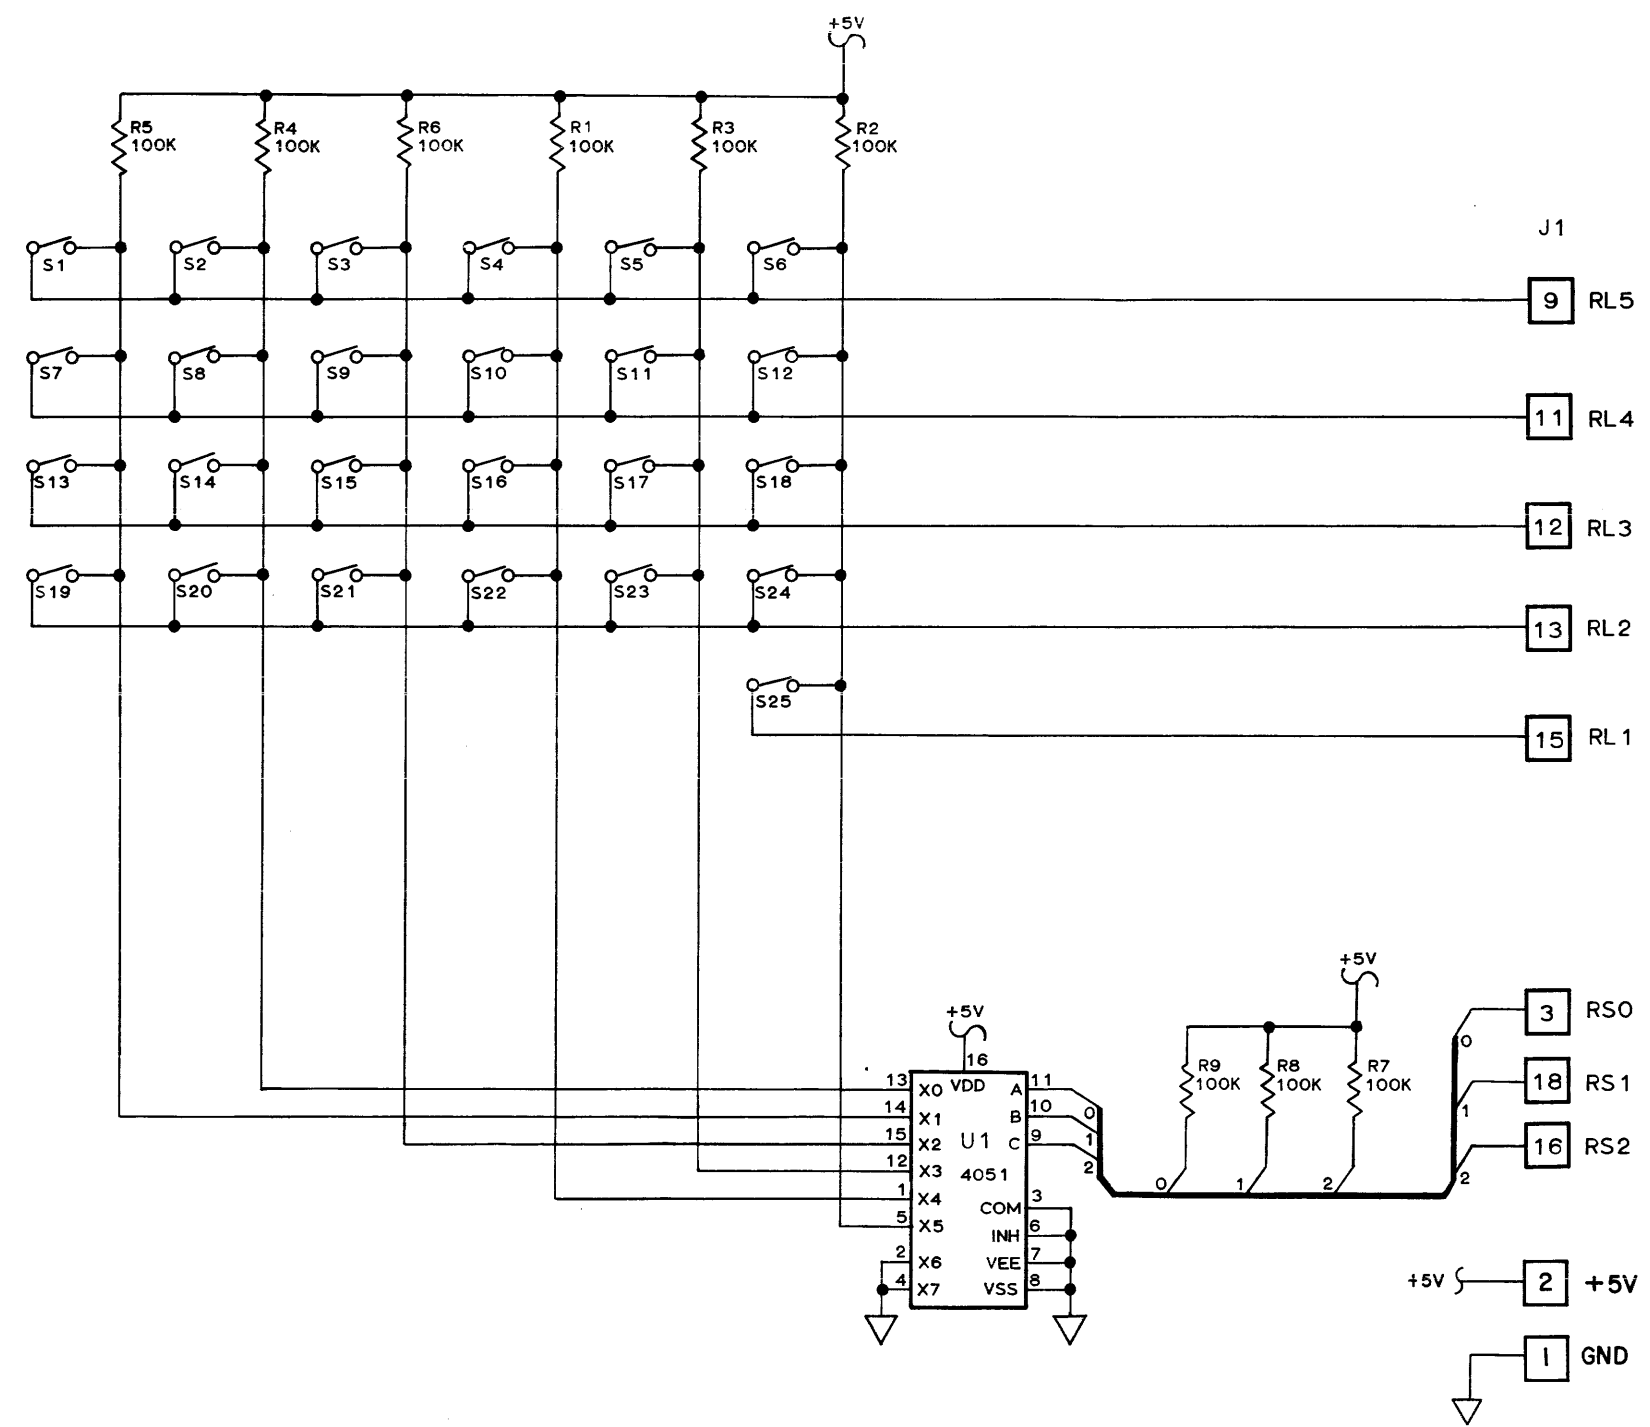 +5V
R5
100K
R4
100K
R6
100K
R1
100K
R3
100K
R2
100K
J1
S1
S2
S3
S4
S5
S6
9 RL5
S7
S8
S9
S10
S11
S12
11 RL4
S13
S14
S15
S16
S17
S18
12 RL3
S19
S20
S21
S22
S23
S24
13 RL2
S25
15 RL1
+5V
+5V
3 RS0
0
16
VDD
R9
100K
R8
100K
R7
100K
18 RS1
1
16 RS2
2
13 X0
14 X1
15 X2
12 X3
1 X4
5 X5
2 X6
4 X7
U1
4051
A 11
B 10
C 9
0
1
2
COM 3
INH 6
VEE 7
VSS 8
0
1
2
+5V
2 +5V
1 GND